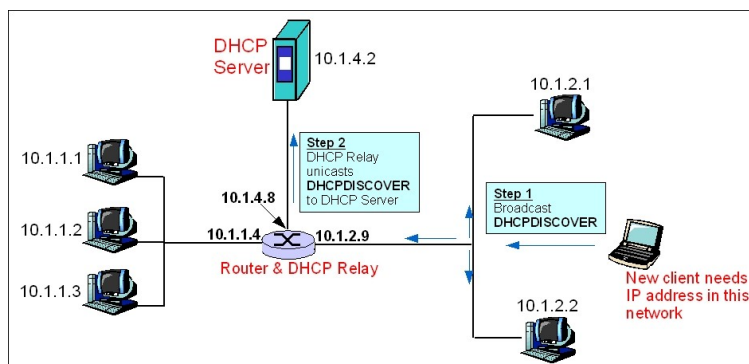 DHCP
Server
10.1.4.2
10.1.2.1
10.1.1.1
Step 2
DHCP Relay
unicasts
DHCPDISCOVER
to DHCP Server
Step 1
Broadcast
DHCPDISCOVER
10.1.4.8
10.1.1.2
10.1.1.4
10.1.2.9
Router & DHCP Relay
10.1.1.3
New client needs
IP address in this
network
10.1.2.2